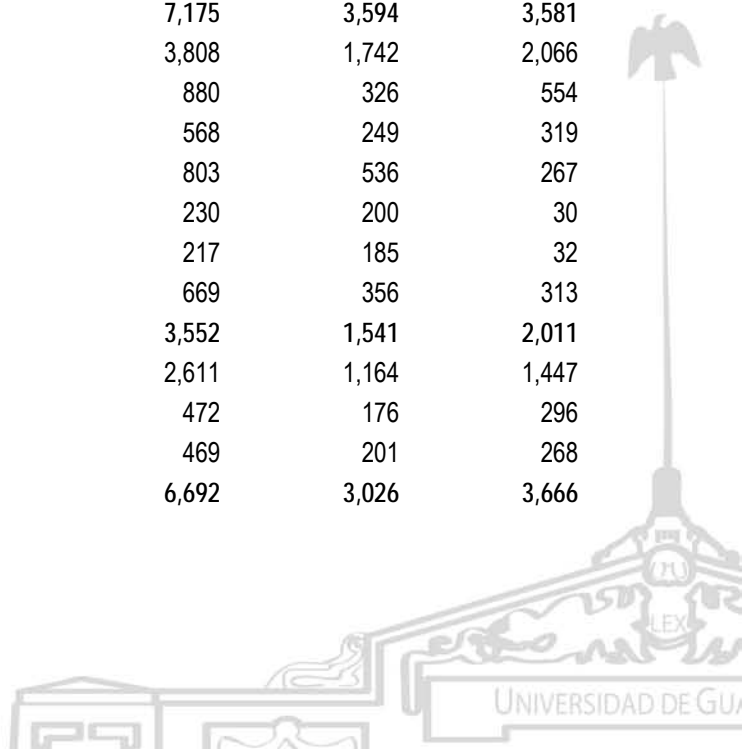 7,175 3,594 3,581
3,808 1,742 2,066
880 326 554
568 249 319
803 536 267
230 200 30
217 185 32
669 356 313
3,552 1,541 2,011
2,611 1,164 1,447
472 176 296
469 201 268
6,692 3,026 3,666
LEX
UNIVERSIDAD DE GUA